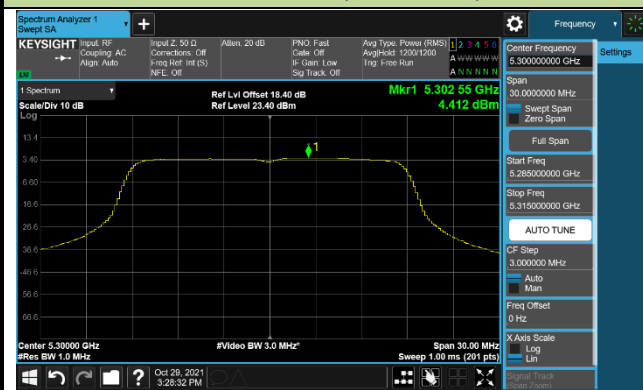 Spectrum Analyzer 1
Swept SA
+
Frequency
KEYSIGHT
Input: RF
Coupling: AC
Align: Auto
Input Z: 50 Ω
Corrections: Off
Freq Ref: Int (S)
NFE: Off
Atten: 20 dB
PNO: Fast
Gate: Off
IF Gain: Low
Sig Track: Off
Avg Type: Power (RMS)
Avg|Hold: 1200/1200
Trig: Free Run
1 2 3 4 5 6
A W W W W W
A N N N N N
LXI
1 Spectrum
Scale/Div 10 dB
Log
Ref Lvl Offset 18.40 dB
Ref Level 23.40 dBm
Mkr1 5.302 55 GHz
4.412 dBm
1
13.4
3.40
-6.60
-16.6
-26.6
-36.6
-46.6
-56.6
-66.6
Center 5.30000 GHz
#Res BW 1.0 MHz
#Video BW 3.0 MHz*
Span 30.00 MHz
Sweep 1.00 ms (201 pts)
Center Frequency
5.300000000 GHz
Settings
Span
30.0000000 MHz
Swept Span
Zero Span
Full Span
Start Freq
5.285000000 GHz
Stop Freq
5.315000000 GHz
AUTO TUNE
CF Step
3.000000 MHz
Auto
Man
Freq Offset
0 Hz
X Axis Scale
Log
Lin
Signal Track
(Span Zoom)
?
Oct 29, 2021
3:28:32 PM